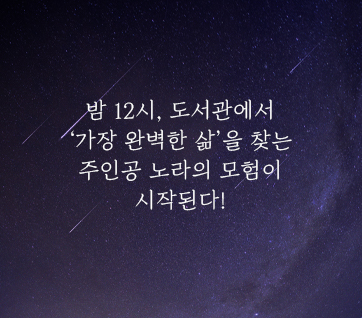 밤 12시, 도서관에서
‘가장 완벽한 삶’을 찾는
주인공 노라의 모험이
시작된다!